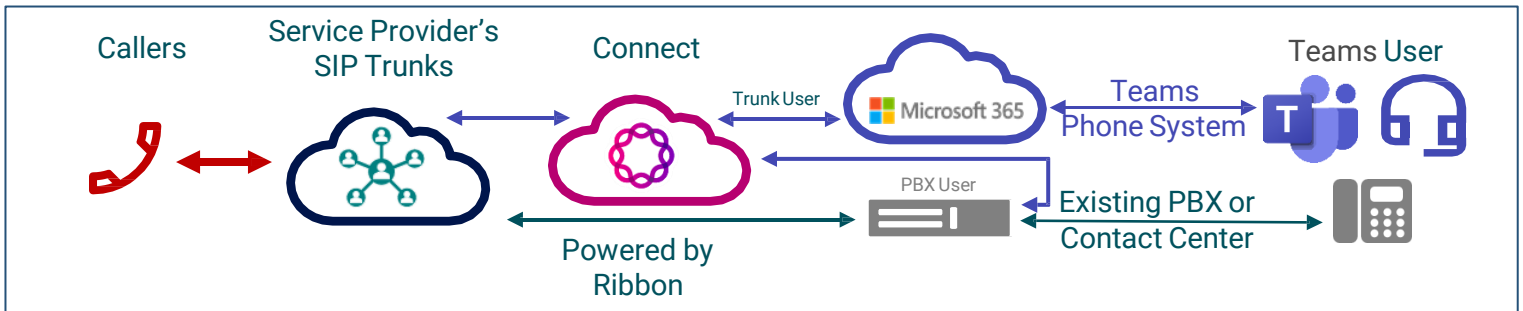 Callers
Service Provider's
SIP Trunks
Connect
Trunk User
Microsoft 365
Teams
Phone System
Teams User
T
PBX User
Existing PBX or
Contact Center
Powered by
Ribbon